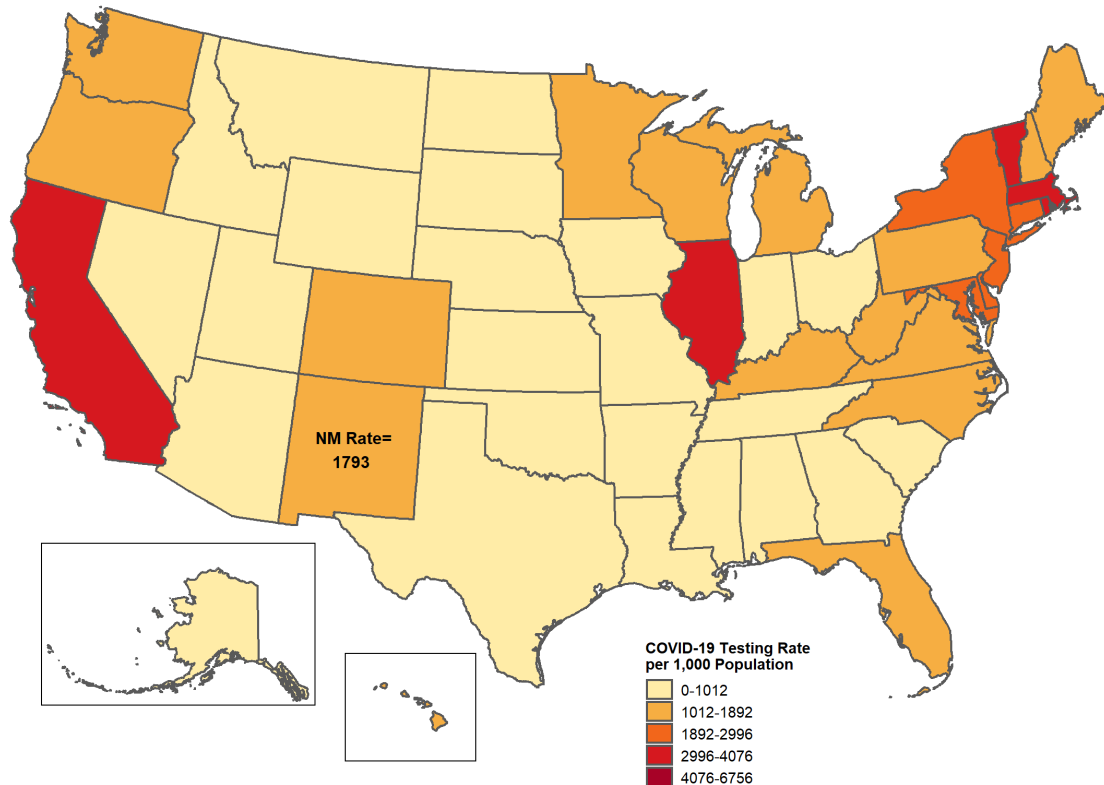 NM Rate=
1793
COVID-19 Testing Rate
per 1,000 Population
0-1012
1012-1892
1892-2996
2996-4076
4076-6756